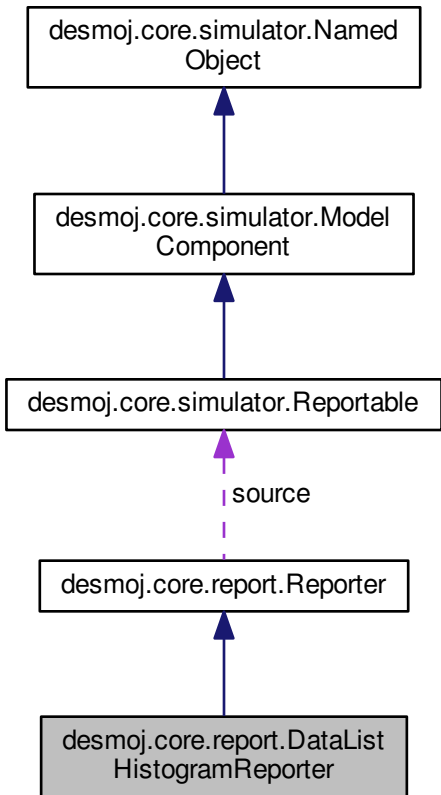 desmoj.core.simulator.Named
Object
desmoj.core.simulator.Model
Component
desmoj.core.simulator.Reportable
source
desmoj.core.report.Reporter
desmoj.core.report.DataList
HistogramReporter